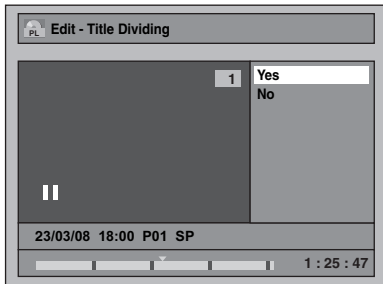 PL Edit - Title Dividing
1
Yes
No
23/03/08 18:00 P01 SP
1 : 25 : 47